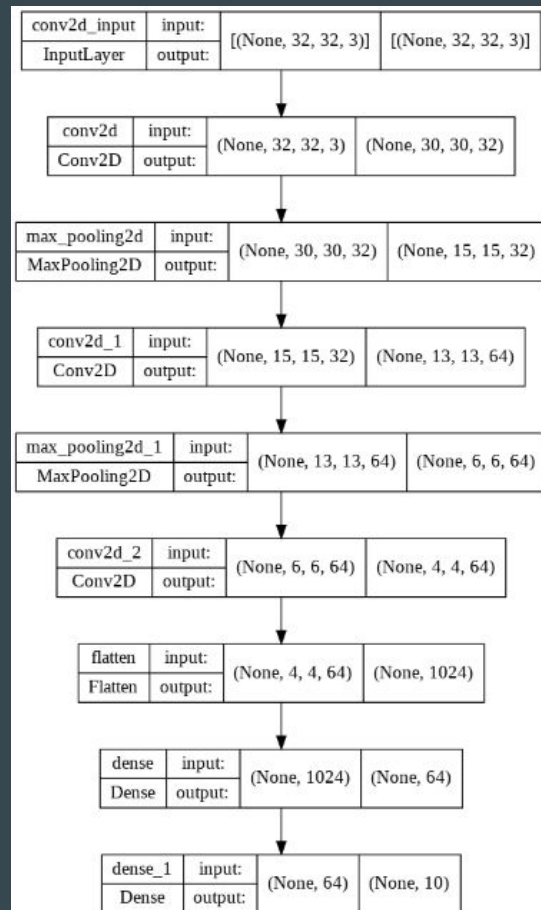 conv2d_input input: [(None, 32, 32, 3)] [(None, 32, 32, 3)]
InputLayer output:
conv2d input: (None, 32, 32, 3) (None, 30, 30, 32)
Conv2D output:
max_pooling2d input: (None, 30, 30, 32) (None, 15, 15, 32)
MaxPooling2D output:
conv2d_1 input: (None, 15, 15, 32) (None, 13, 13, 64)
Conv2D output:
max_pooling2d_1 input: (None, 13, 13, 64) (None, 6, 6, 64)
MaxPooling2D output:
conv2d_2 input: (None, 6, 6, 64) (None, 4, 4, 64)
Conv2D output:
flatten input: (None, 4, 4, 64) (None, 1024)
Flatten output:
dense input: (None, 1024) (None, 64)
Dense output:
dense_1 input: (None, 64) (None, 10)
Dense output: